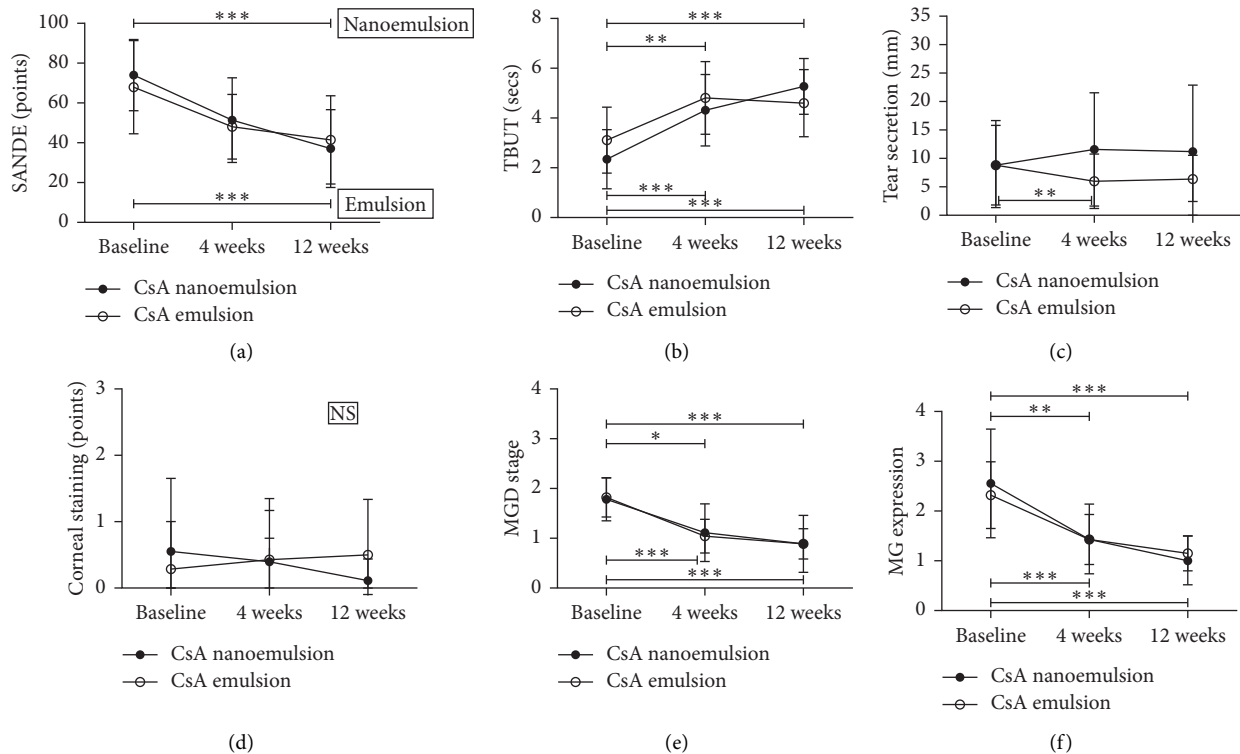 SANDE (points)
100
80
60
40
20
0
***
Nanoemulsion
***
Emulsion
Baseline
4 weeks
12 weeks
CsA nanoemulsion
CsA emulsion
(a)
TBUT (secs)
8
6
4
2
0
***
**
***
***
Baseline
4 weeks
12 weeks
CsA nanoemulsion
CsA emulsion
(b)
Tear secretion (mm)
35
30
25
20
15
10
5
0
**
Baseline
4 weeks
12 weeks
CsA nanoemulsion
CsA emulsion
(c)
Corneal staining (points)
3
2
1
0
NS
Baseline
4 weeks
12 weeks
CsA nanoemulsion
CsA emulsion
(d)
MGD stage
4
3
2
1
0
***
*
***
***
Baseline
4 weeks
12 weeks
CsA nanoemulsion
CsA emulsion
(e)
MG expression
4
3
2
1
0
***
**
***
***
Baseline
4 weeks
12 weeks
CsA nanoemulsion
CsA emulsion
(f)